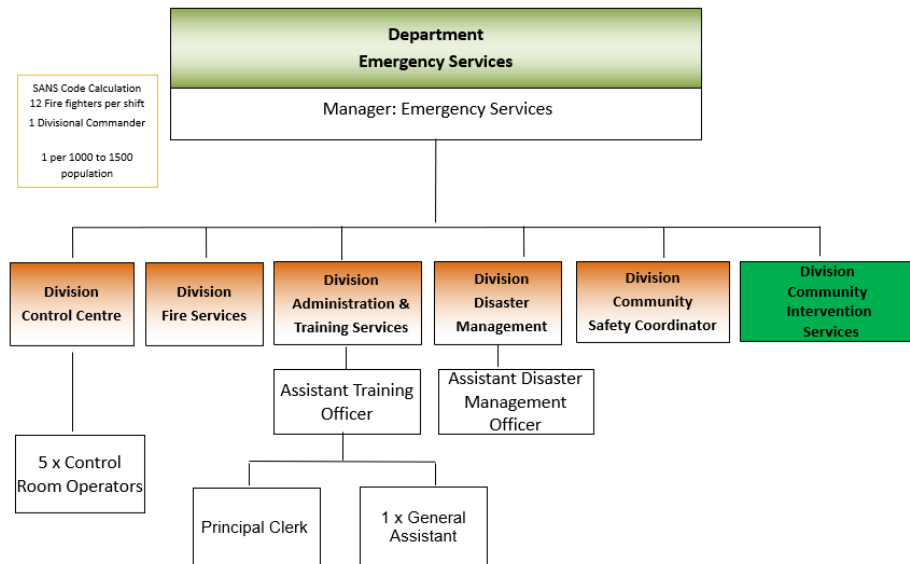 Department
Emergency Services
Manager: Emergency Services
SANS Code Calculation
12 Fire fighters per shift
1 Divisional Commander
1 per 1000 to 1500
population
Division
Control Centre
Division
Fire Services
Division
Administration &
Training Services
Division
Disaster
Management
Division
Community
Safety Coordinator
Division
Community
Intervention
Services
Assistant Training
Officer
Assistant Disaster
Management
Officer
5 x Control
Room Operators
Principal Clerk
1 x General
Assistant